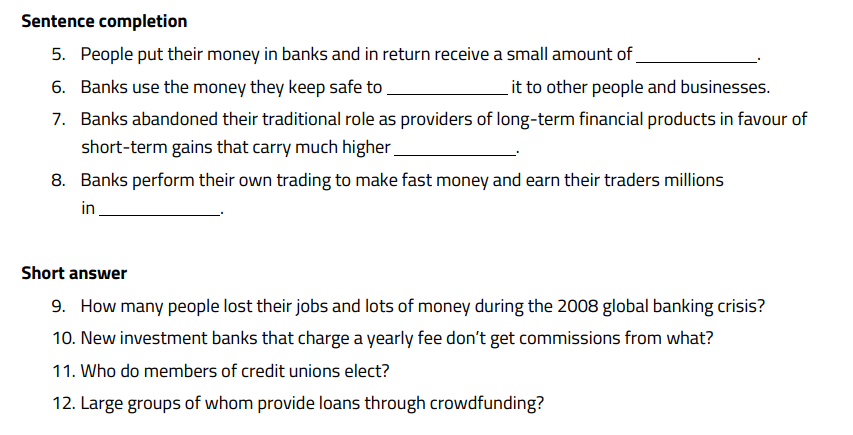 Sentence completion
5. People put their money in banks and in return receive a small amount of ______________.
6. Banks use the money they keep safe to ______________ it to other people and businesses.
7. Banks abandoned their traditional role as providers of long-term financial products in favour of
short-term gains that carry much higher ______________.
8. Banks perform their own trading to make fast money and earn their traders millions
in ______________.
Short answer
9. How many people lost their jobs and lots of money during the 2008 global banking crisis?
10. New investment banks that charge a yearly fee don’t get commissions from what?
11. Who do members of credit unions elect?
12. Large groups of whom provide loans through crowdfunding?